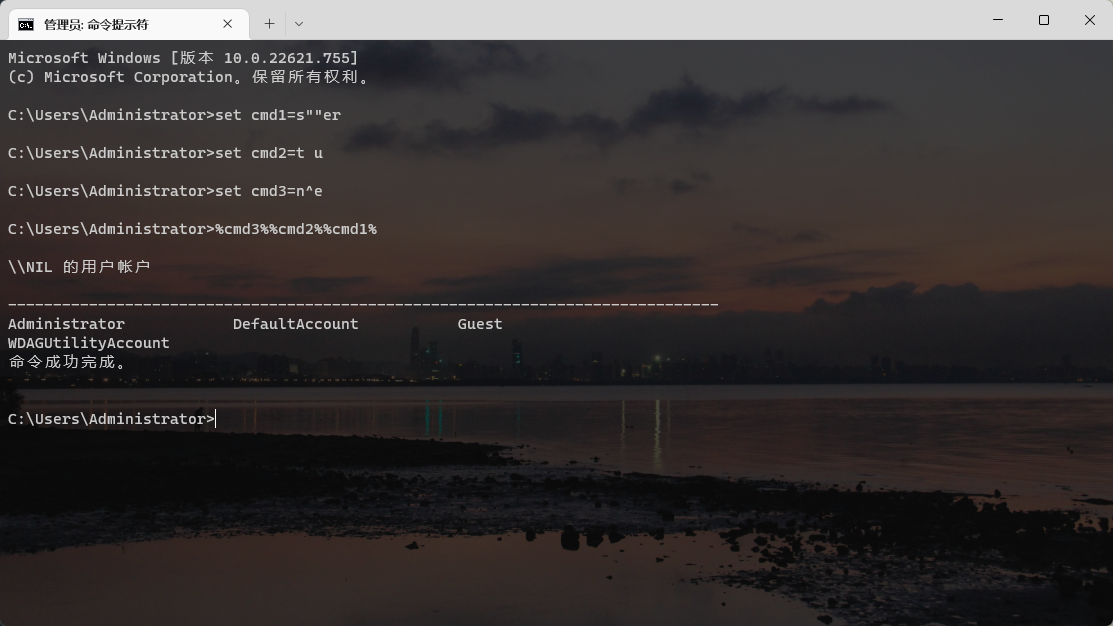 管理员: 命令提示符
Microsoft Windows [版本 10.0.22621.755]
(c) Microsoft Corporation。保留所有权利。
C:\Users\Administrator>set cmd1=s""er
C:\Users\Administrator>set cmd2=t u
C:\Users\Administrator>set cmd3=n^e
C:\Users\Administrator>%cmd3%%cmd2%%cmd1%
\\NIL 的用户帐户
-------------------------------------------------------------------------------
Administrator            DefaultAccount           Guest
WDAGUtilityAccount
命令成功完成。
C:\Users\Administrator>